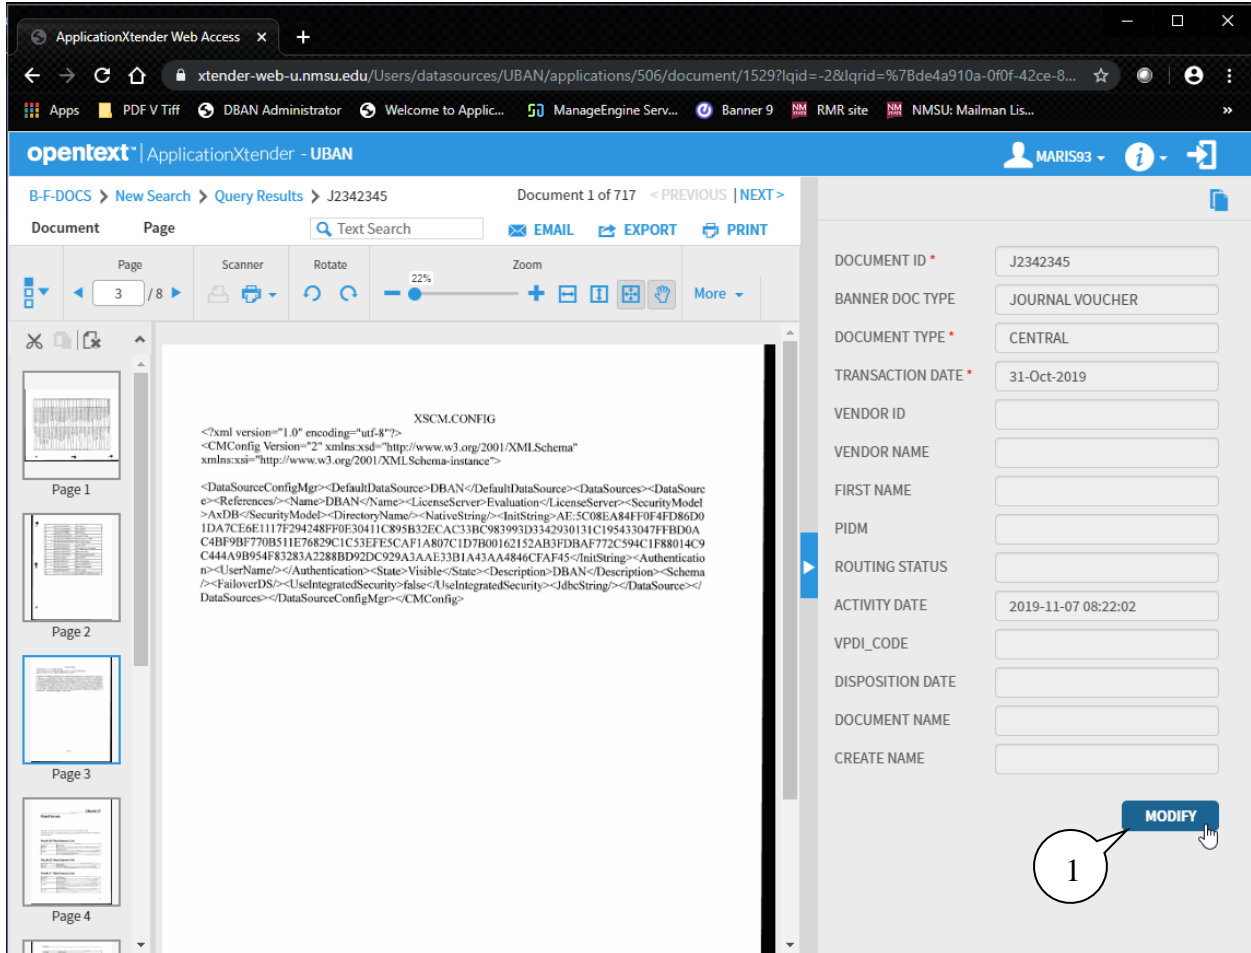 ApplicationXtender Web Access
xtender-web-u.nmsu.edu/Users/datasources/UBAN/applications/506/document/1529?lqid=-2&lqrid=%7Bde4a910a-0f0f-42ce-8...
Apps PDF V Tiff DBAN Administrator Welcome to Applic... ManageEngine Serv... Banner 9 RMR site NMSU: Mailman Lis... »
opentext™ | ApplicationXtender - UBAN MARIS93
B-F-DOCS > New Search > Query Results > J2342345 Document 1 of 717 < PREVIOUS | NEXT >
Document Page Text Search EMAIL EXPORT PRINT
Page Scanner Rotate Zoom
22%
3 / 8 More
XSCM.CONFIG
<?xml version="1.0" encoding="utf-8"?>
<CMConfig Version="2" xmlns:xsd="http://www.w3.org/2001/XMLSchema"
xmlns:xsi="http://www.w3.org/2001/XMLSchema-instance">
<DataSourceConfigMgr><DefaultDataSource>DBAN</DefaultDataSource><DataSources><DataSourc
e><References/><Name>DBAN</Name><LicenseServer>Evaluation</LicenseServer><SecurityModel
>AxDB</SecurityModel><DirectoryName/><NativeString/><InitString>AE:5C08EA84FF0F4FD86D0
1DA7CE6E1117F294248FF0E30411C895B32ECAC33BC983993D3342930131C195433047FFBD0A
C4BF9BF770B511E76829C1C53EFE5CAF1A807C1D7B00162152AB3FDBAF772C594C1F88014C9
C444A9B954F83283A2288BD92DC929A3AAE33B1A43AA4846CFAF45</InitString><Authenticatio
n><UserName/></Authentication><State>Visible</State><Description>DBAN</Description><Schema
/><FailoverDS/><UseIntegratedSecurity>false</UseIntegratedSecurity><JdbcString/></DataSource></
DataSources></DataSourceConfigMgr></CMConfig>
Page 1
Page 2
Page 3
Page 4
DOCUMENT ID * J2342345
BANNER DOC TYPE JOURNAL VOUCHER
DOCUMENT TYPE * CENTRAL
TRANSACTION DATE * 31-Oct-2019
VENDOR ID
VENDOR NAME
FIRST NAME
PIDM
ROUTING STATUS
ACTIVITY DATE 2019-11-07 08:22:02
VPDI_CODE
DISPOSITION DATE
DOCUMENT NAME
CREATE NAME
MODIFY
1